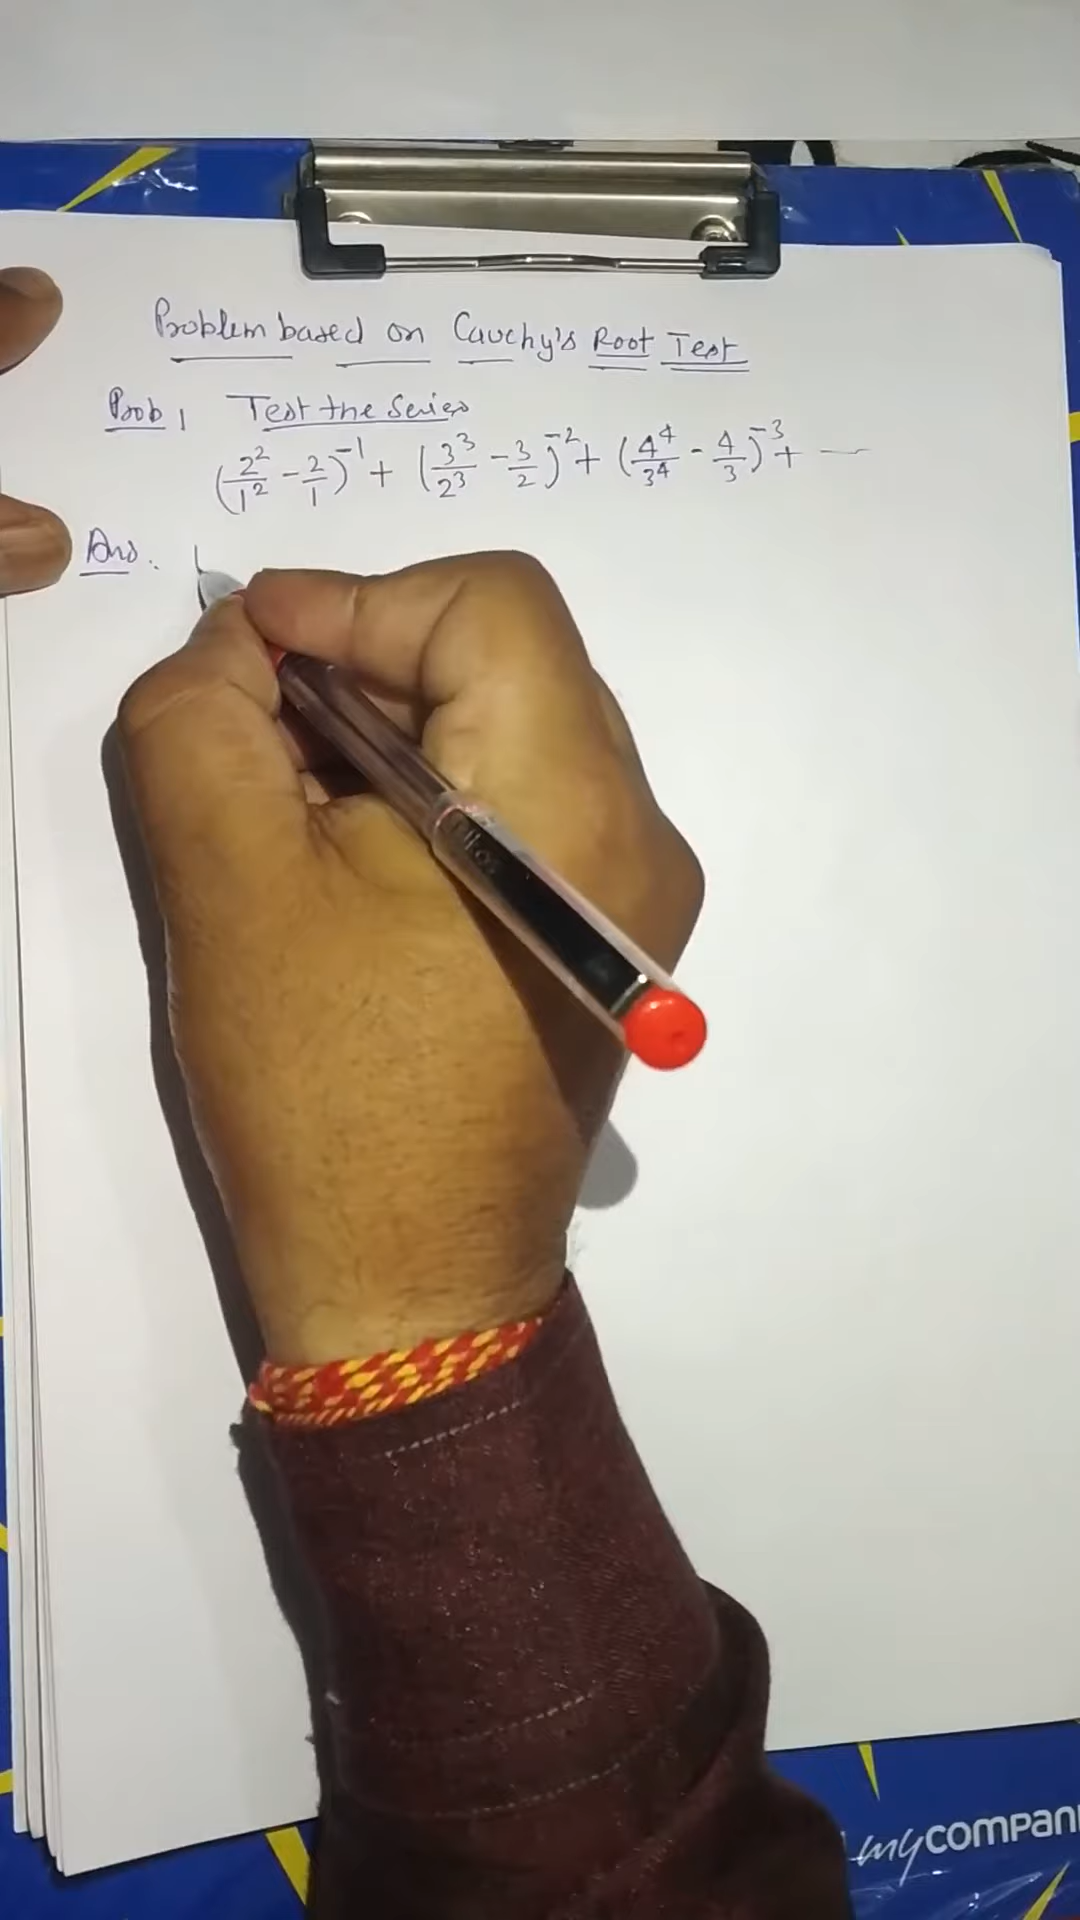 Problem based on Cauchy's Root Test
Prob 1 Test the Series
(2²/1² - 2/1)⁻¹ + (3³/2³ - 3/2)⁻² + (4⁴/3⁴ - 4/3)⁻³ + ---
Ans.
mycompan